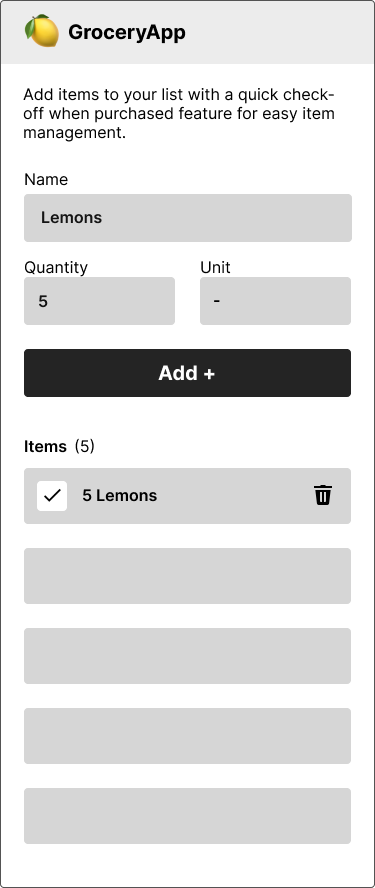 GroceryApp
Add items to your list with a quick check-
off when purchased feature for easy item
management.
Name
Lemons
Quantity
Unit
5
-
Add +
Items (5)
5 Lemons